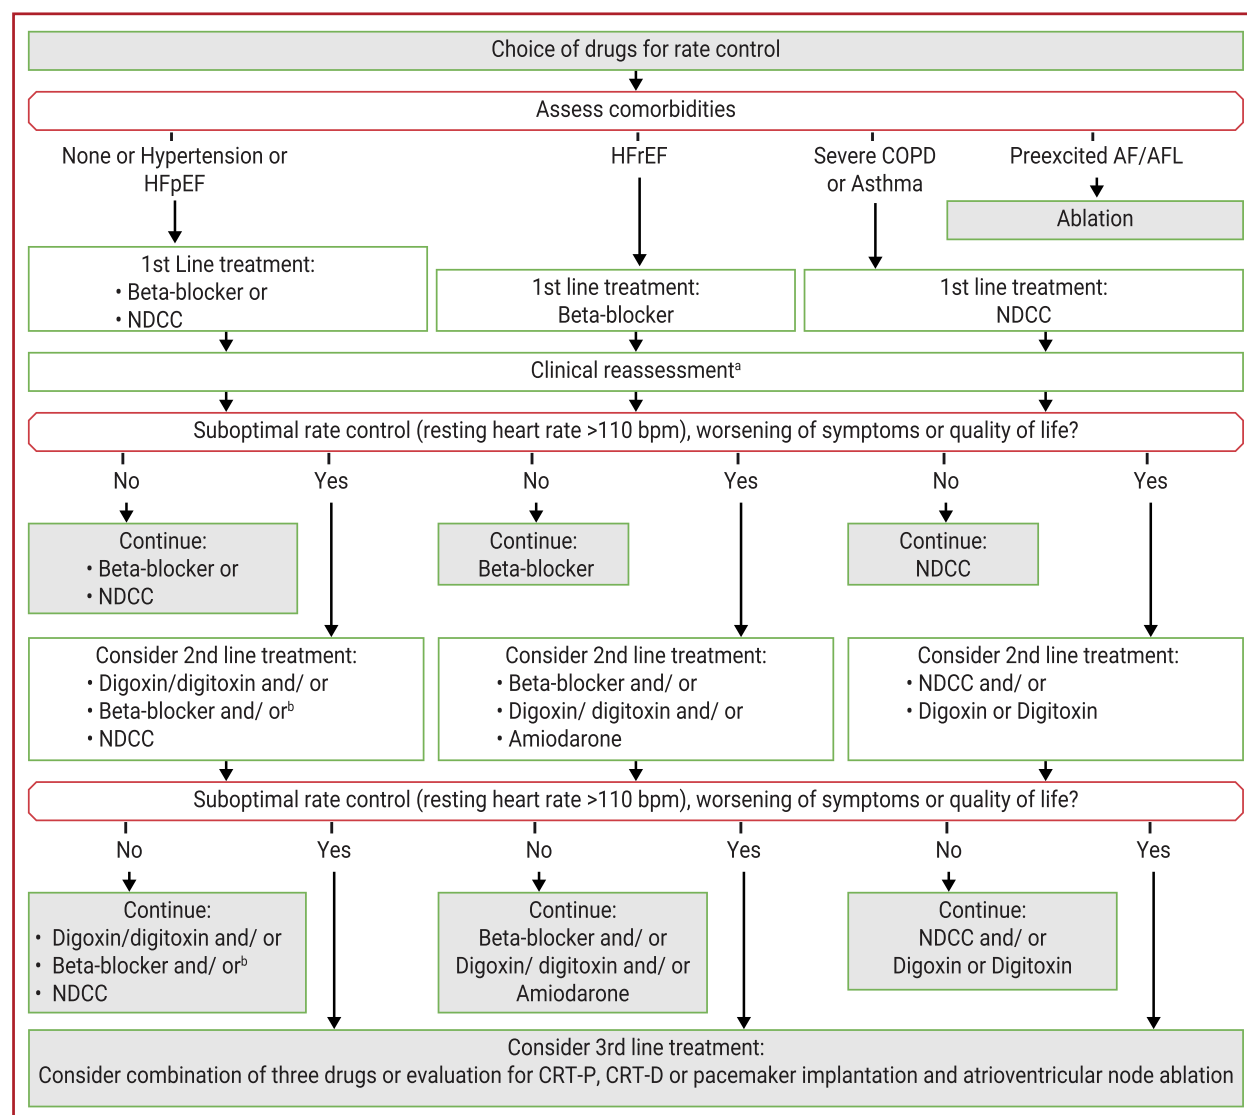 Choice of drugs for rate control
Assess comorbidities
None or Hypertension or
HFpEF
HFrEF
Severe COPD
or Asthma
Preexcited AF/AFL
Ablation
1st Line treatment:
• Beta-blocker or
• NDCC
1st line treatment:
Beta-blocker
1st line treatment:
NDCC
Clinical reassessmentᵃ
Suboptimal rate control (resting heart rate >110 bpm), worsening of symptoms or quality of life?
No
Yes
No
Yes
No
Yes
Continue:
• Beta-blocker or
• NDCC
Continue:
Beta-blocker
Continue:
NDCC
Consider 2nd line treatment:
• Digoxin/digitoxin and/ or
• Beta-blocker and/ orᵇ
• NDCC
Consider 2nd line treatment:
• Beta-blocker and/ or
• Digoxin/ digitoxin and/ or
• Amiodarone
Consider 2nd line treatment:
• NDCC and/ or
• Digoxin or Digitoxin
Suboptimal rate control (resting heart rate >110 bpm), worsening of symptoms or quality of life?
No
Yes
No
Yes
No
Yes
Continue:
• Digoxin/digitoxin and/ or
• Beta-blocker and/ orᵇ
• NDCC
Continue:
Beta-blocker and/ or
Digoxin/ digitoxin and/ or
Amiodarone
Continue:
NDCC and/ or
Digoxin or Digitoxin
Consider 3rd line treatment:
Consider combination of three drugs or evaluation for CRT-P, CRT-D or pacemaker implantation and atrioventricular node ablation